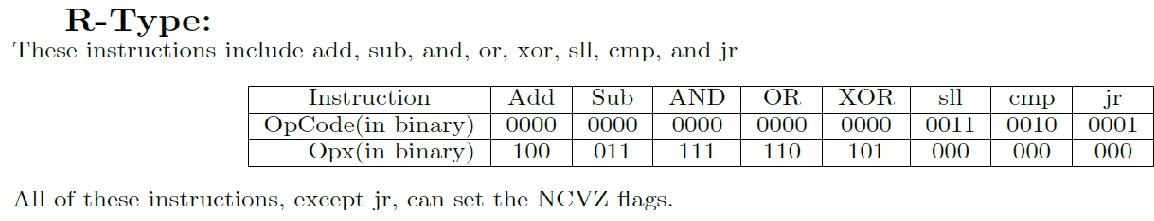 R-Type:
These instructions include add, sub, and, or, xor, sll, cmp, and jr
Instruction Add Sub AND OR XOR sll cmp jr
OpCode(in binary) 0000 0000 0000 0000 0000 0011 0010 0001
Opx(in binary) 100 011 111 110 101 000 000 000
All of these instructions, except jr, can set the NCVZ flags.